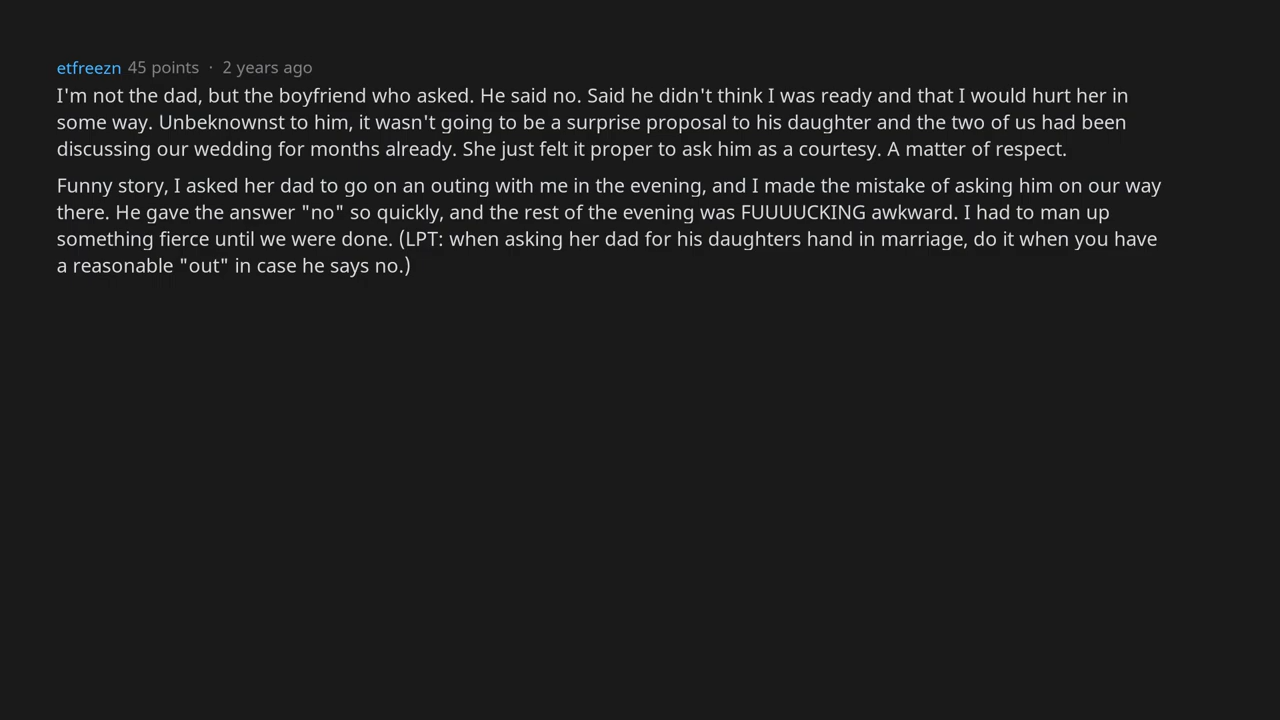 etfreezn 45 points · 2 years ago
I'm not the dad, but the boyfriend who asked. He said no. Said he didn't think I was ready and that I would hurt her in
some way. Unbeknownst to him, it wasn't going to be a surprise proposal to his daughter and the two of us had been
discussing our wedding for months already. She just felt it proper to ask him as a courtesy. A matter of respect.
Funny story, I asked her dad to go on an outing with me in the evening, and I made the mistake of asking him on our way
there. He gave the answer "no" so quickly, and the rest of the evening was FUUUUCKING awkward. I had to man up
something fierce until we were done. (LPT: when asking her dad for his daughters hand in marriage, do it when you have
a reasonable "out" in case he says no.)